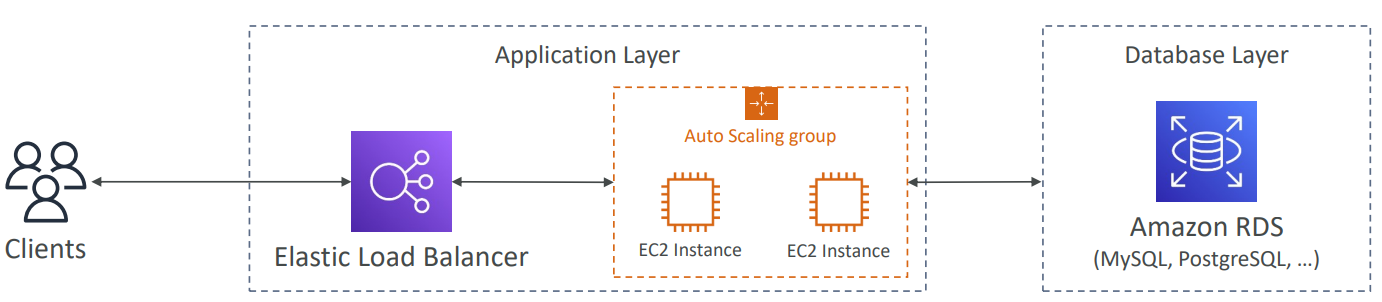 Application Layer
Database Layer
Auto Scaling group
Clients
Elastic Load Balancer
EC2 Instance
EC2 Instance
Amazon RDS
(MySQL, PostgreSQL, …)